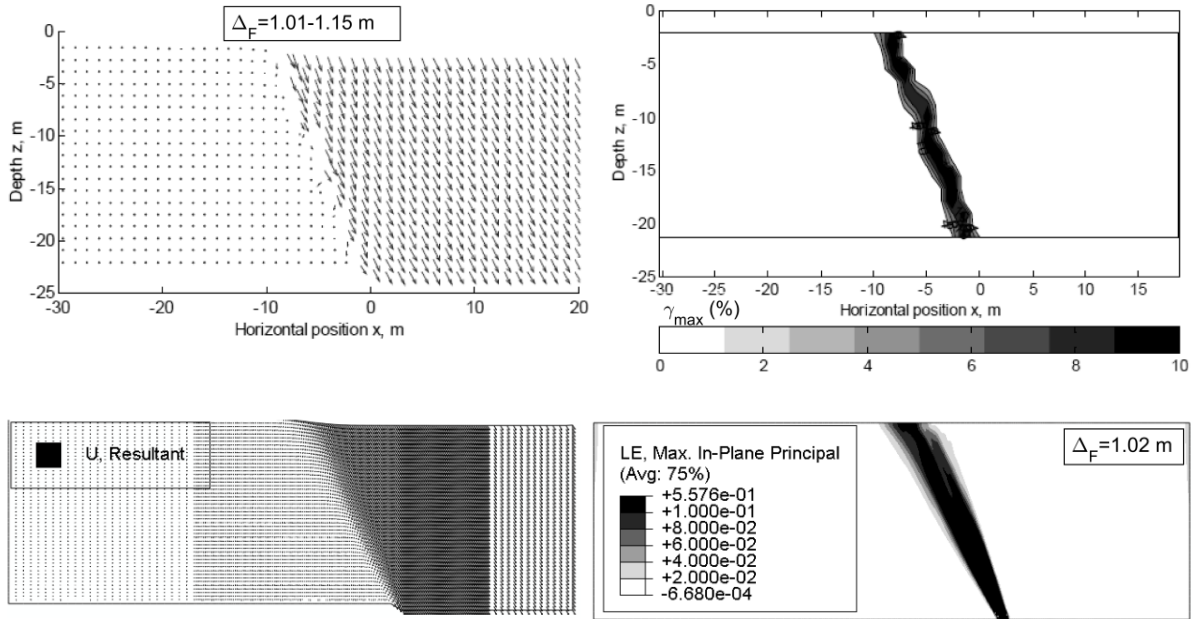 Δ_F=1.01-1.15 m
0
-5
-10
-15
-20
-25
Depth z, m
-30
-20
-10
0
10
20
Horizontal position x, m
0
-5
-10
-15
-20
-25
Depth z, m
-30
-25
-20
-15
-10
-5
0
5
10
15
Horizontal position x, m
γ_max (%)
0
2
4
6
8
10
U, Resultant
LE, Max. In-Plane Principal
(Avg: 75%)
+5.576e-01
+1.000e-01
+8.000e-02
+6.000e-02
+4.000e-02
+2.000e-02
-6.680e-04
Δ_F=1.02 m